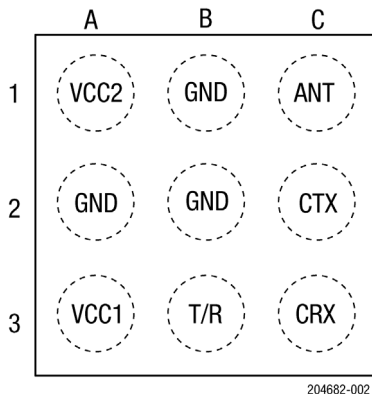 A B C
1 VCC2 GND ANT
2 GND GND CTX
3 VCC1 T/R CRX
204682-002